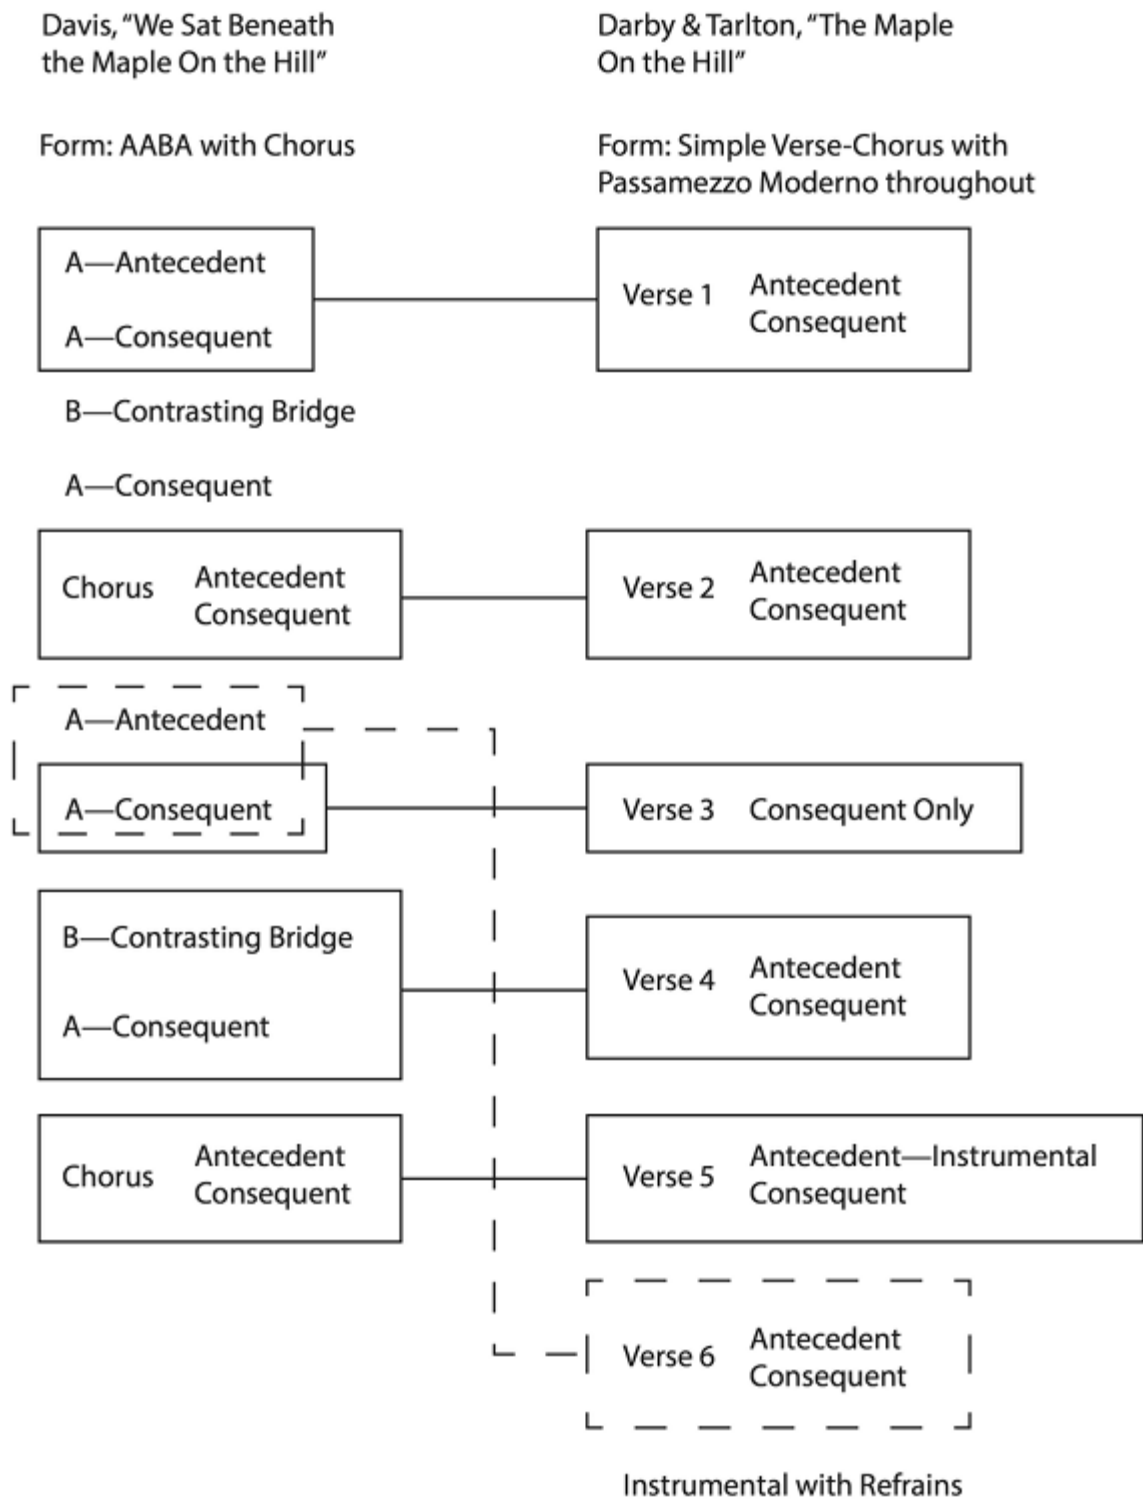 Davis, “We Sat Beneath
the Maple On the Hill”
Darby & Tarlton, “The Maple
On the Hill”
Form: AABA with Chorus
Form: Simple Verse-Chorus with
Passamezzo Moderno throughout
A—Antecedent
A—Consequent
Verse 1
Antecedent
Consequent
B—Contrasting Bridge
A—Consequent
Chorus
Antecedent
Consequent
Verse 2
Antecedent
Consequent
A—Antecedent
A—Consequent
Verse 3
Consequent Only
B—Contrasting Bridge
A—Consequent
Verse 4
Antecedent
Consequent
Chorus
Antecedent
Consequent
Verse 5
Antecedent—Instrumental
Consequent
Verse 6
Antecedent
Consequent
Instrumental with Refrains